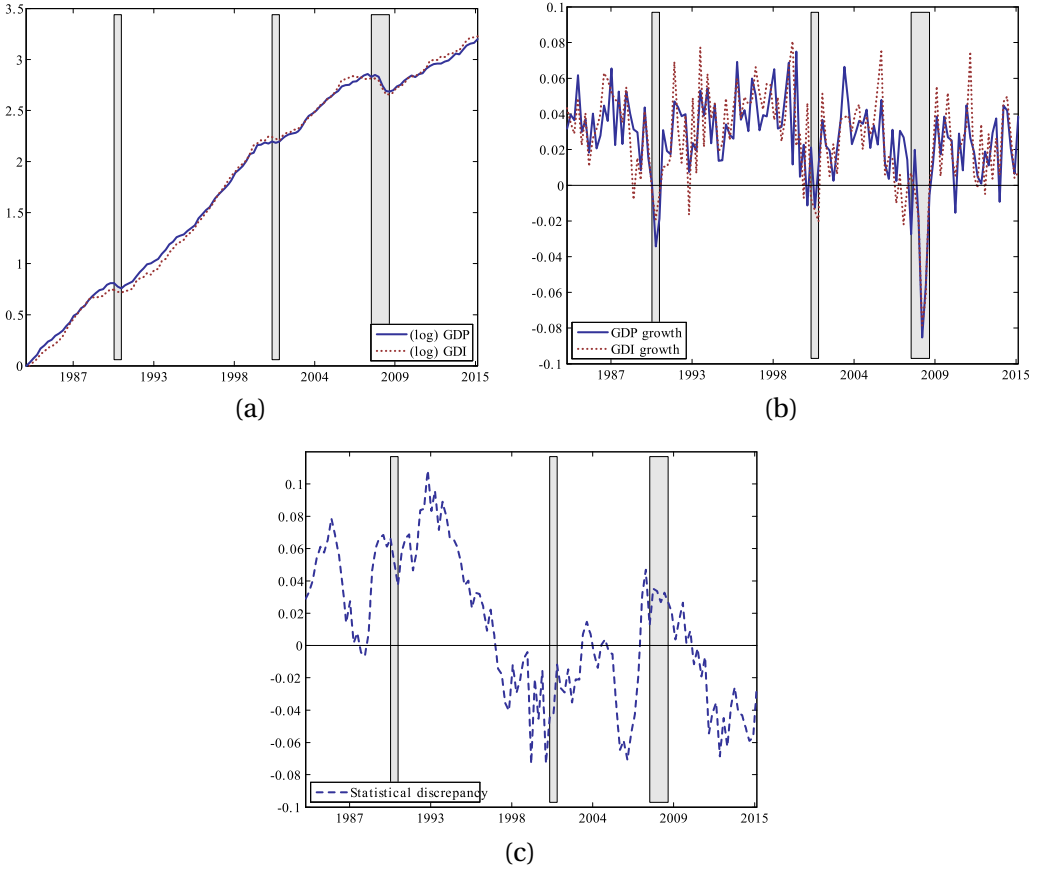 3.5
3
2.5
2
1.5
1
0.5
0
1987 1993 1998 2004 2009 2015
(log) GDP
(log) GDI
(a)
0.1
0.08
0.06
0.04
0.02
0
-0.02
-0.04
-0.06
-0.08
-0.1
1987 1993 1998 2004 2009 2015
GDP growth
GDI growth
(b)
0.1
0.08
0.06
0.04
0.02
0
-0.02
-0.04
-0.06
-0.08
-0.1
1987 1993 1998 2004 2009 2015
Statistical discrepancy
(c)